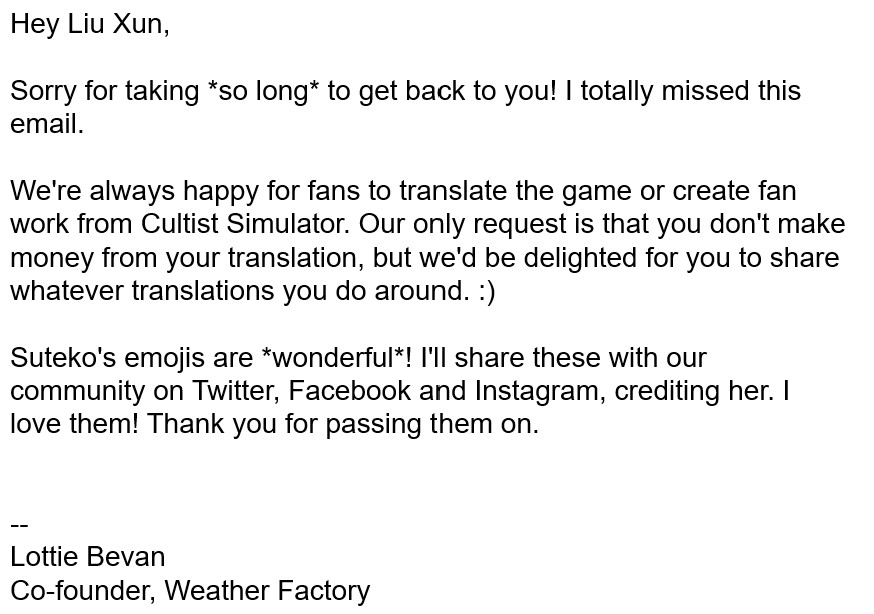 Hey Liu Xun,
Sorry for taking *so long* to get back to you! I totally missed this
email.
We're always happy for fans to translate the game or create fan
work from Cultist Simulator. Our only request is that you don't make
money from your translation, but we'd be delighted for you to share
whatever translations you do around. :)
Suteko's emojis are *wonderful*! I'll share these with our
community on Twitter, Facebook and Instagram, crediting her. I
love them! Thank you for passing them on.
--
Lottie Bevan
Co-founder, Weather Factory